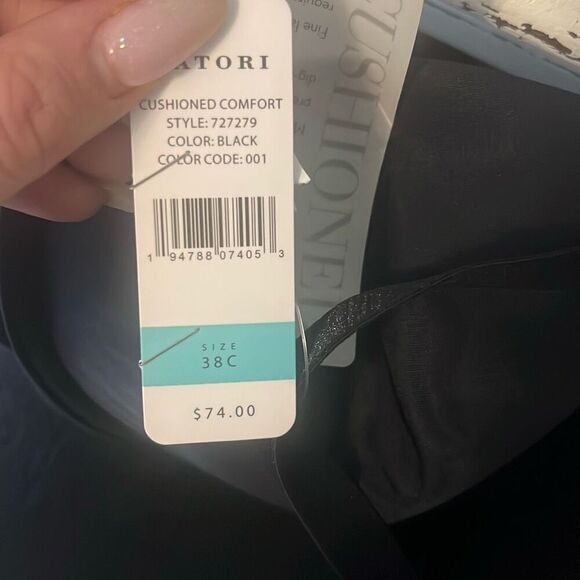 ATORI
CUSHIONED COMFORT
STYLE: 727279
COLOR: BLACK
COLOR CODE: 001
1 94788 07405 3
SIZE
38C
$74.00
CUSHIONE
Fine